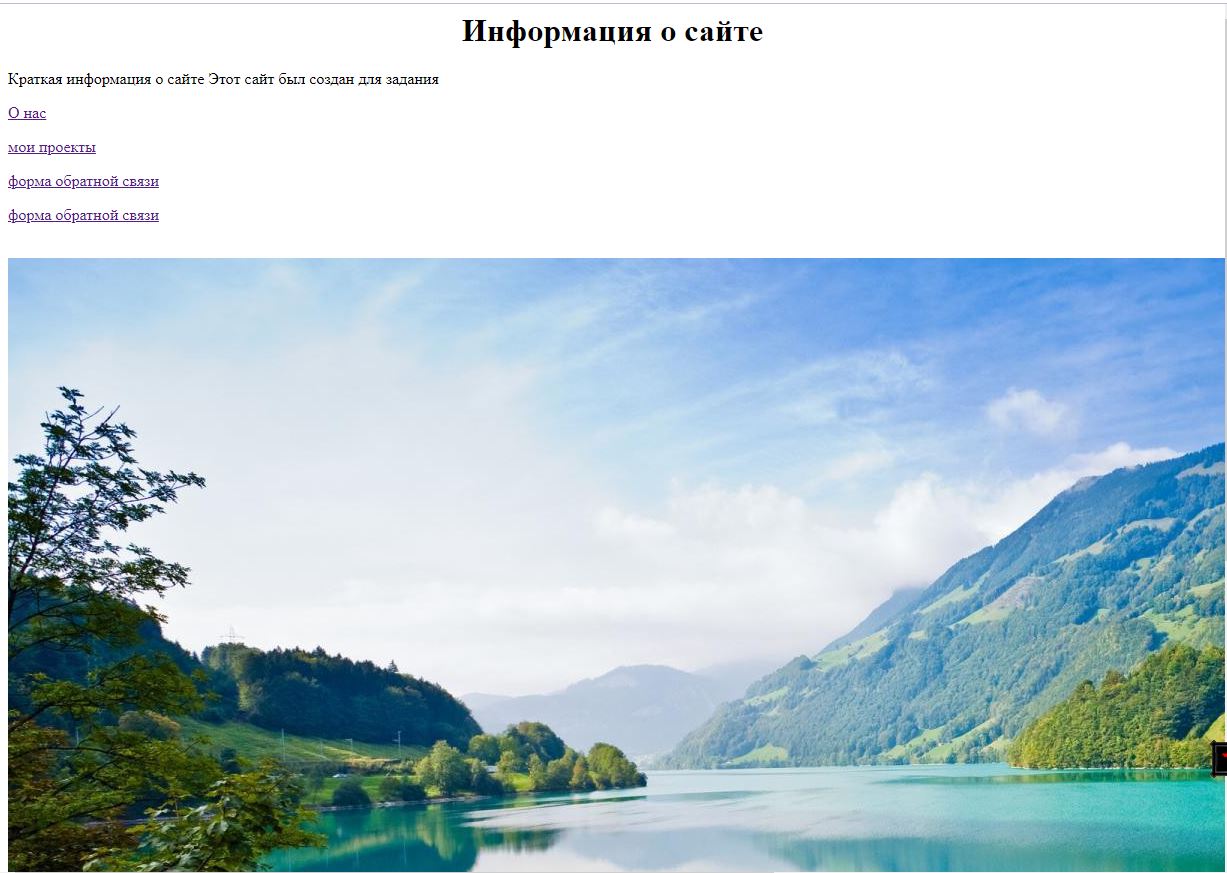 Информация о сайте
Краткая информация о сайте Этот сайт был создан для задания
О нас
мои проекты
форма обратной связи
форма обратной связи